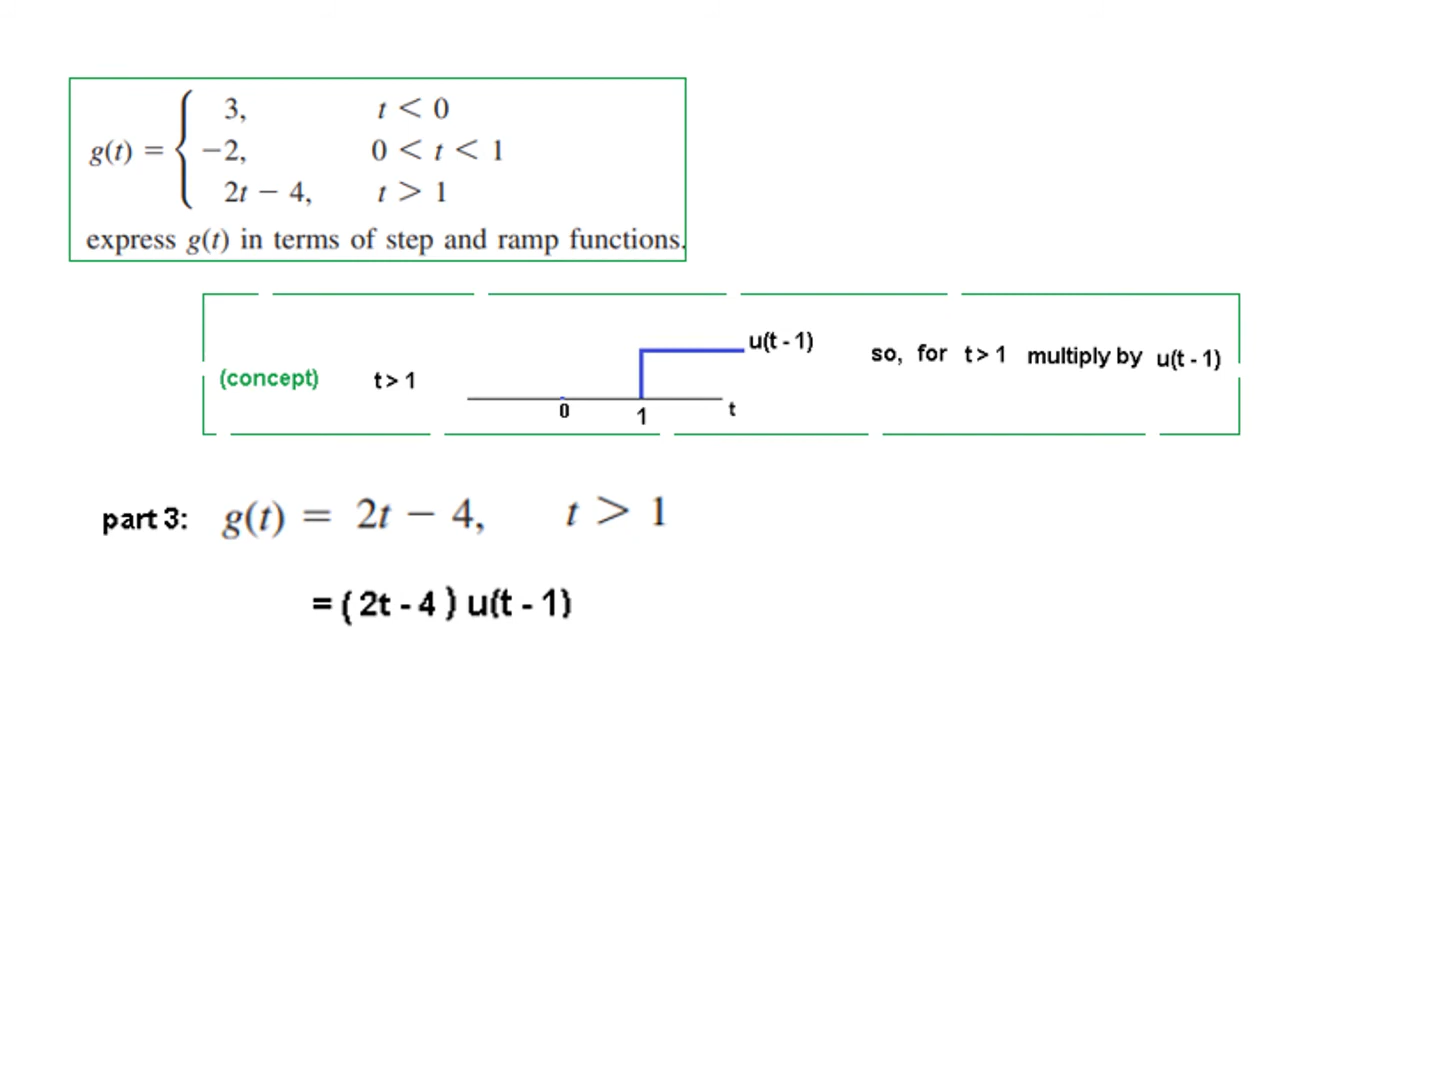 g(t) = { 3, t < 0
−2, 0 < t < 1
2t − 4, t > 1
express g(t) in terms of step and ramp functions.
u(t - 1)
so, for t > 1 multiply by u(t - 1)
(concept) t > 1
0 1 t
part 3: g(t) = 2t − 4, t > 1
= ( 2t - 4 ) u(t - 1)